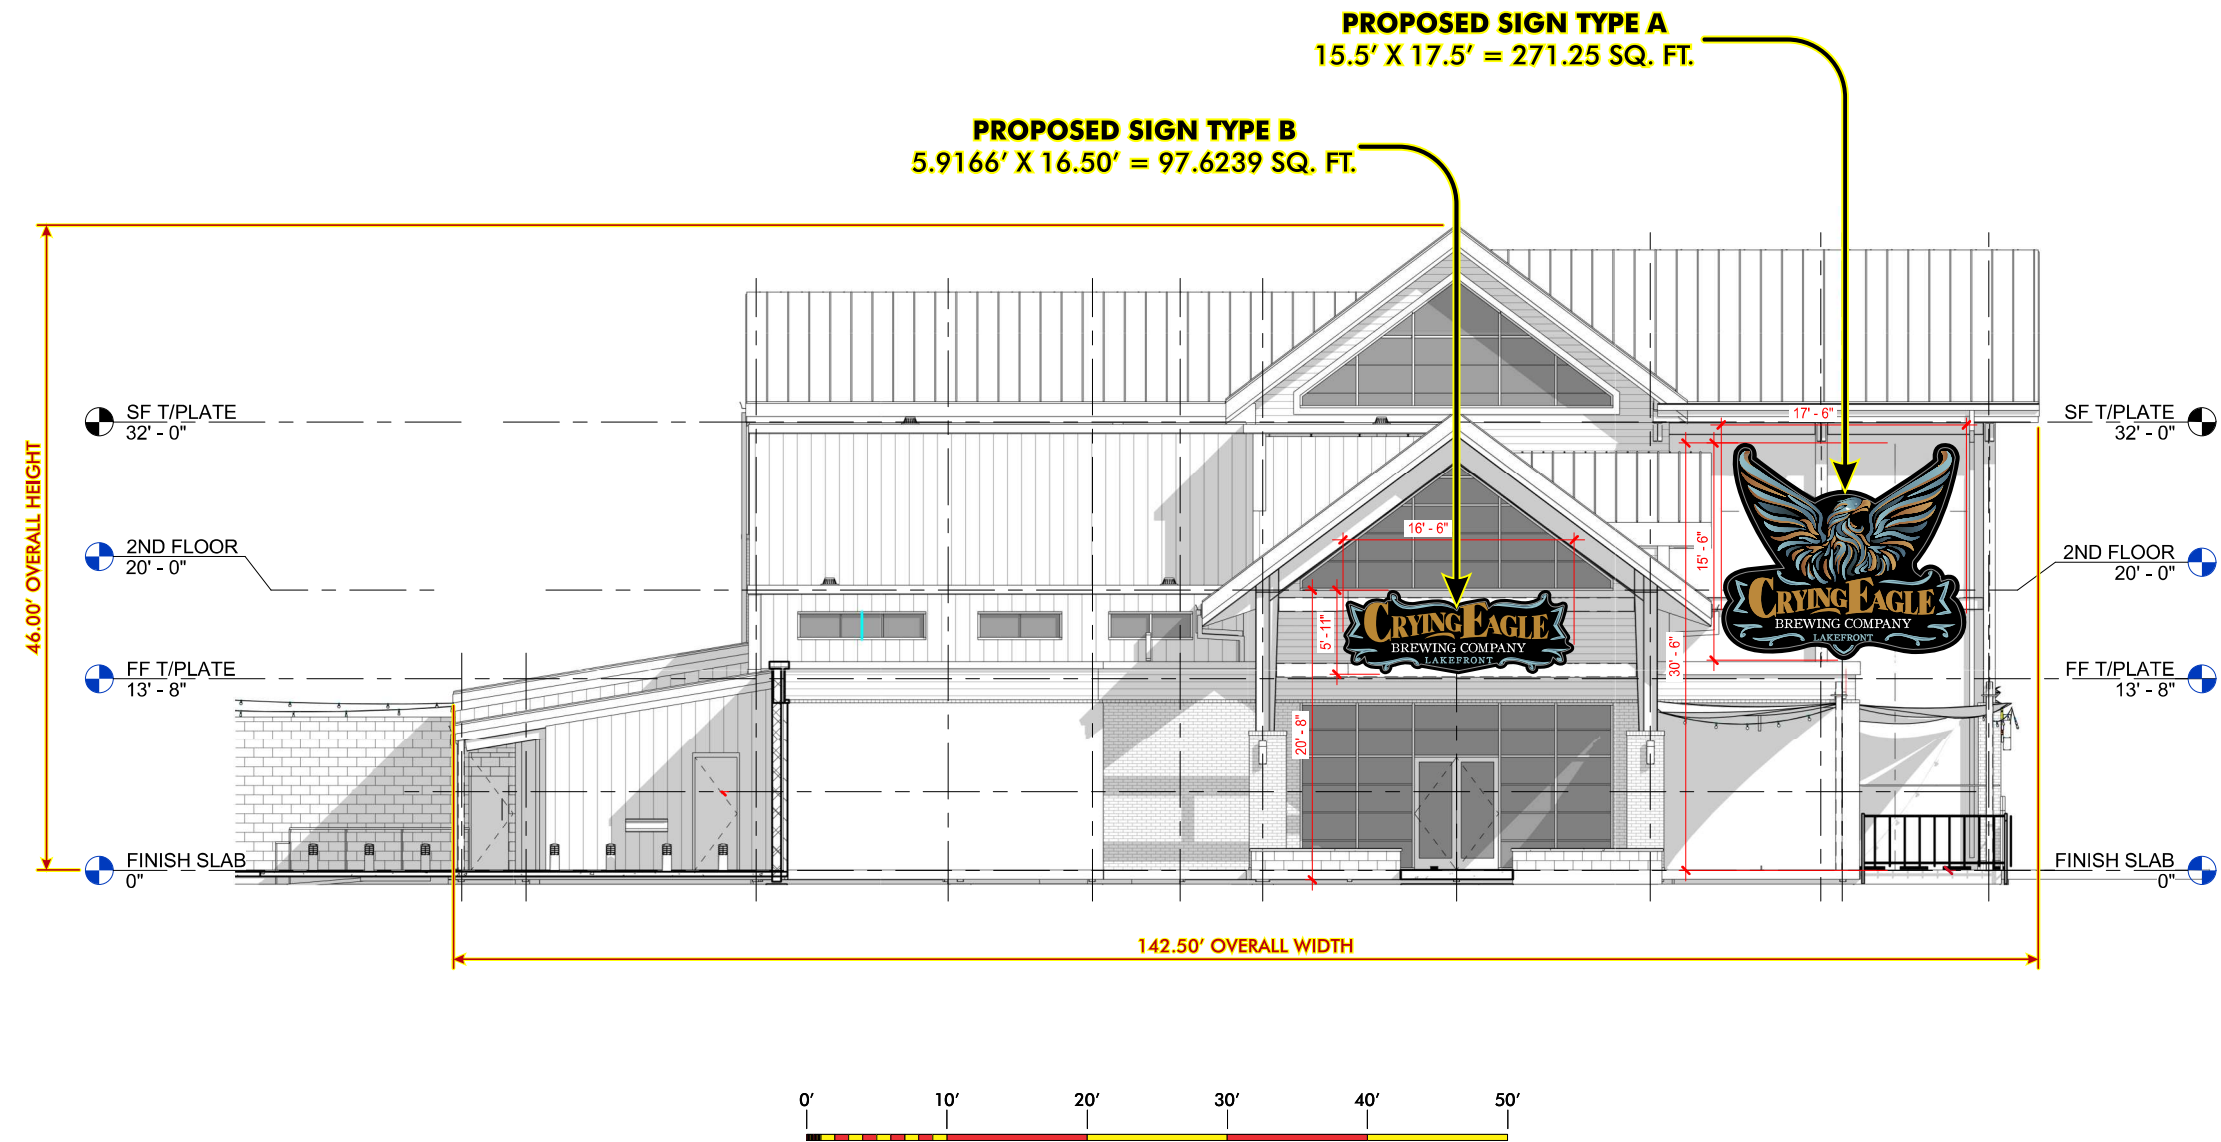 PROPOSED SIGN TYPE A
15.5′ X 17.5′ = 271.25 SQ. FT.
PROPOSED SIGN TYPE B
5.9166′ X 16.50′ = 97.6239 SQ. FT.
46.00′ OVERALL HEIGHT
SF T/PLATE
32' - 0"
2ND FLOOR
20' - 0"
FF T/PLATE
13' - 8"
FINISH SLAB
0"
16' - 6"
5' - 11"
20' - 8"
CRYING EAGLE
BREWING COMPANY
LAKEFRONT
17' - 6"
15' - 6"
30' - 6"
CRYING EAGLE
BREWING COMPANY
LAKEFRONT
SF T/PLATE
32' - 0"
2ND FLOOR
20' - 0"
FF T/PLATE
13' - 8"
FINISH SLAB
0"
142.50′ OVERALL WIDTH
0′ 10′ 20′ 30′ 40′ 50′